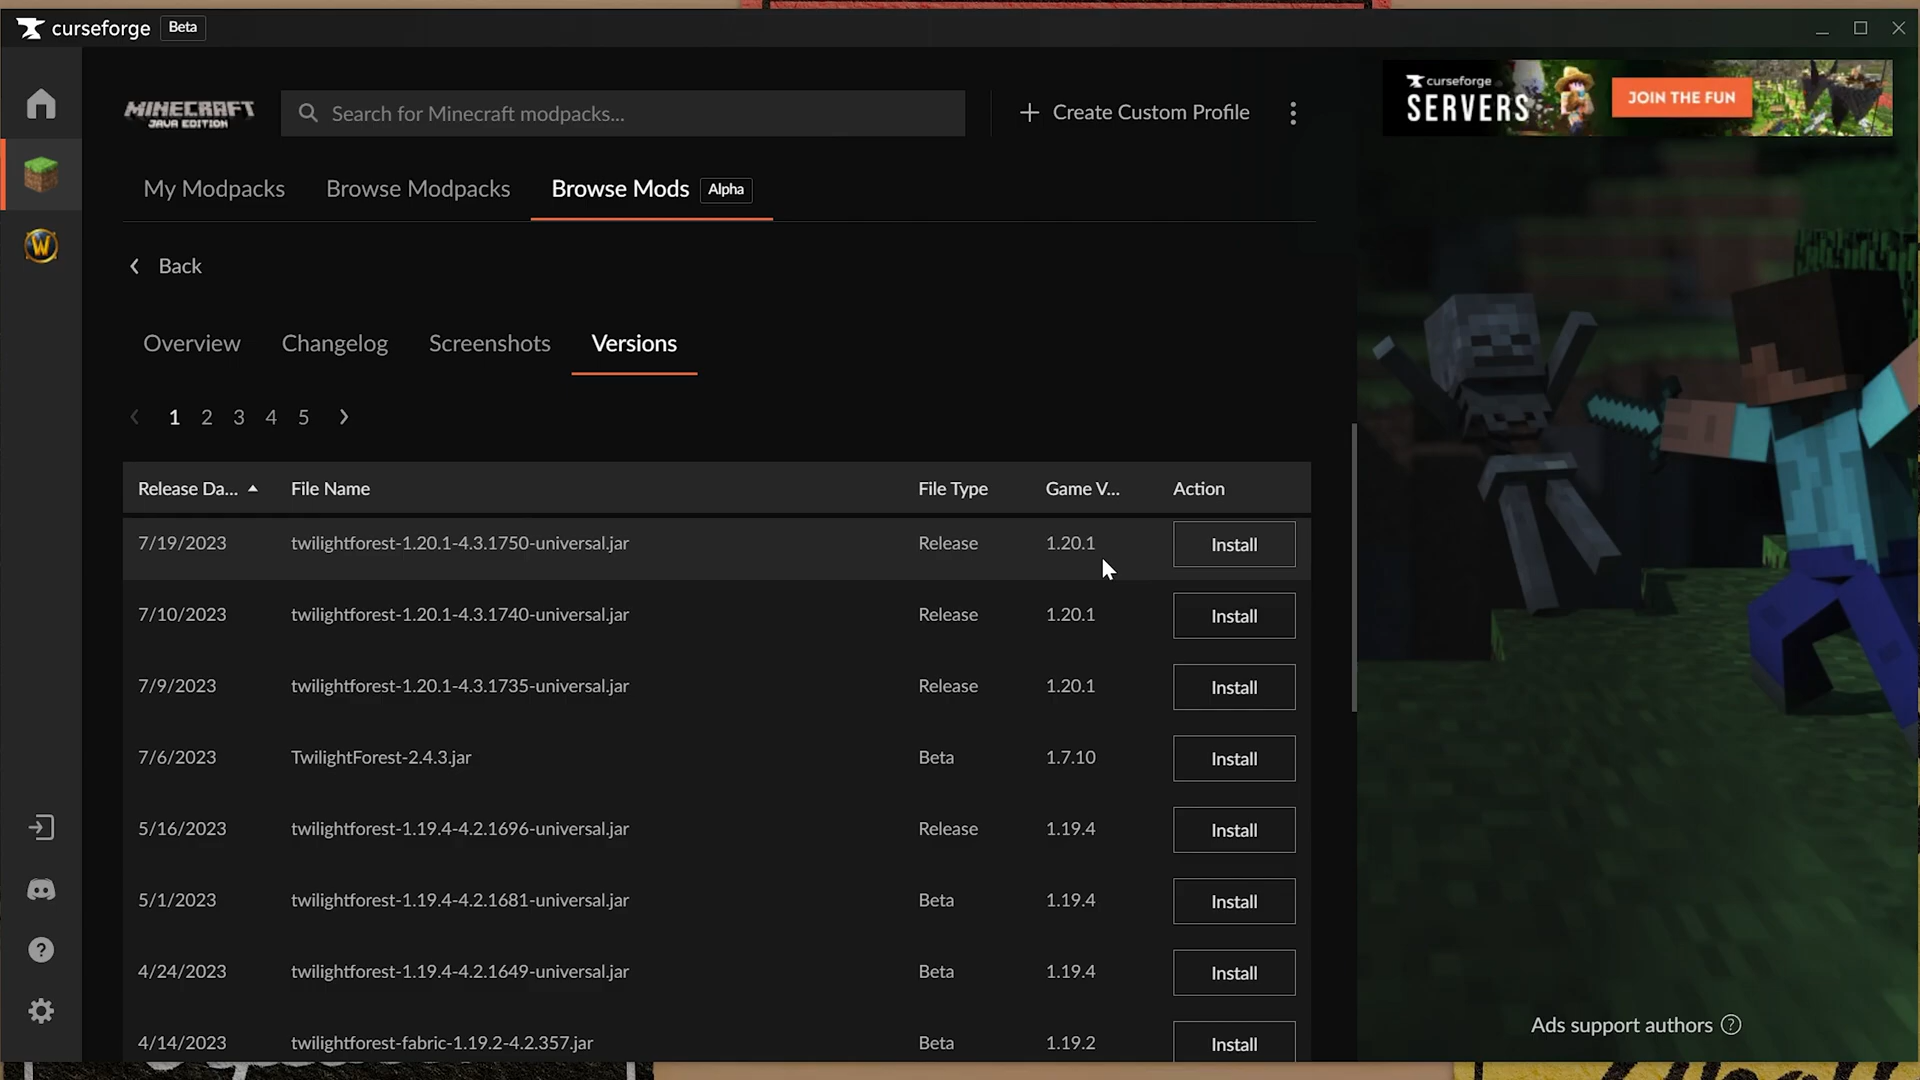 curseforge Beta
MINECRAFT
JAVA EDITION
Search for Minecraft modpacks...
Create Custom Profile
curseforge
SERVERS
JOIN THE FUN
My Modpacks Browse Modpacks Browse Mods Alpha
Back
Overview Changelog Screenshots Versions
1 2 3 4 5
Release Da... File Name File Type Game V... Action
7/19/2023 twilightforest-1.20.1-4.3.1750-universal.jar Release 1.20.1 Install
7/10/2023 twilightforest-1.20.1-4.3.1740-universal.jar Release 1.20.1 Install
7/9/2023 twilightforest-1.20.1-4.3.1735-universal.jar Release 1.20.1 Install
7/6/2023 TwilightForest-2.4.3.jar Beta 1.7.10 Install
5/16/2023 twilightforest-1.19.4-4.2.1696-universal.jar Release 1.19.4 Install
5/1/2023 twilightforest-1.19.4-4.2.1681-universal.jar Beta 1.19.4 Install
4/24/2023 twilightforest-1.19.4-4.2.1649-universal.jar Beta 1.19.4 Install
4/14/2023 twilightforest-fabric-1.19.2-4.2.357.jar Beta 1.19.2 Install
Ads support authors ?